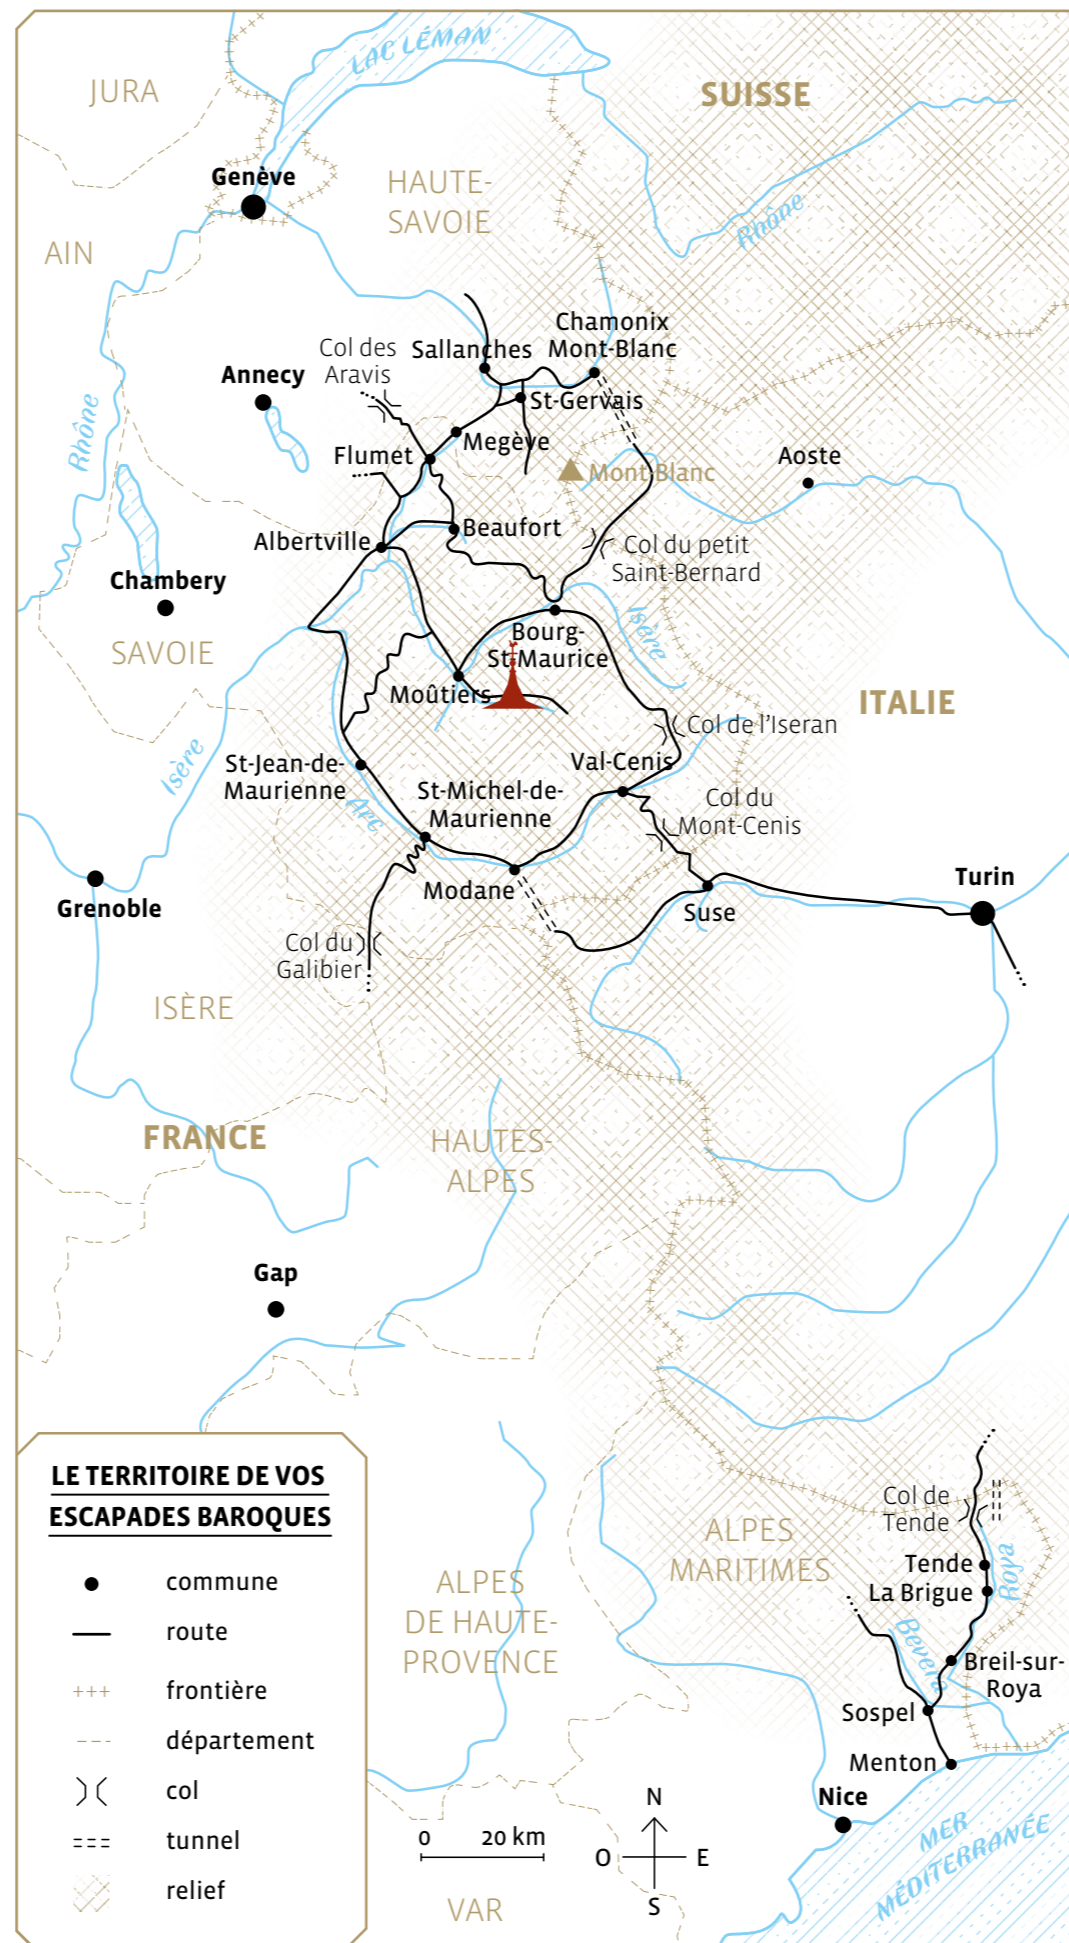 LAC LÉMAN
JURA
SUISSE
Genève
HAUTE-
SAVOIE
AIN
Rhône
Chamonix
Mont-Blanc
Sallanches
Col des
Aravis
Annecy
St-Gervais
Rhône
Megève
Flumet
Mont-Blanc
Aoste
Beaufort
Albertville
Col du petit
Saint-Bernard
Chambery
Isère
Bourg-
St-Maurice
SAVOIE
Moûtiers
ITALIE
Col de l'Iseran
Isère
St-Jean-de-
Maurienne
Val-Cenis
Arc
St-Michel-de-
Maurienne
Col du
Mont-Cenis
Grenoble
Modane
Suse
Turin
Col du
Galibier
ISÈRE
FRANCE
HAUTES-
ALPES
Gap
LE TERRITOIRE DE VOS
ESCAPADES BAROQUES
commune
route
frontière
département
col
tunnel
relief
Col de
Tende
ALPES
MARITIMES
Tende
La Brigue
Roya
ALPES
DE HAUTE-
PROVENCE
Bevera
Breil-sur-
Roya
Sospel
Menton
Nice
MER
MÉDITERRANÉE
0 20 km
N
O E
S
VAR